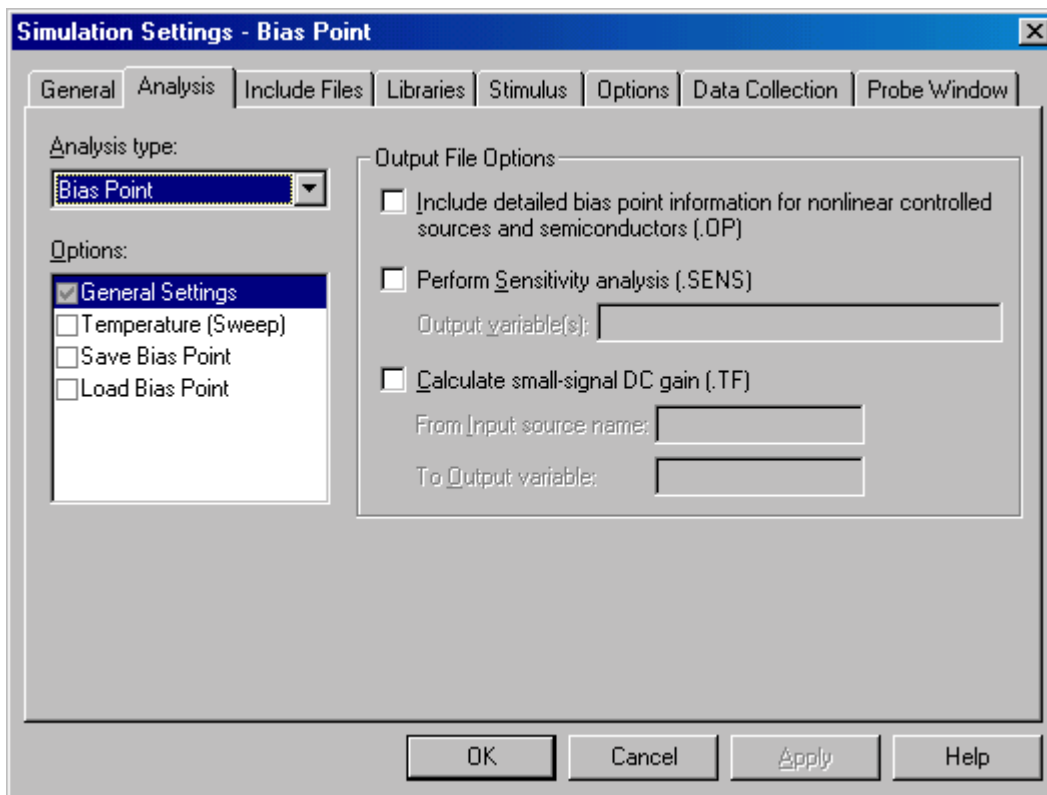 Simulation Settings - Bias Point
General Analysis Include Files Libraries Stimulus Options Data Collection Probe Window
Analysis type:
Bias Point
Options:
General Settings
Temperature (Sweep)
Save Bias Point
Load Bias Point
Output File Options
Include detailed bias point information for nonlinear controlled
sources and semiconductors (.OP)
Perform Sensitivity analysis (.SENS)
Output variable(s):
Calculate small-signal DC gain (.TF)
From Input source name:
To Output variable:
OK Cancel Apply Help